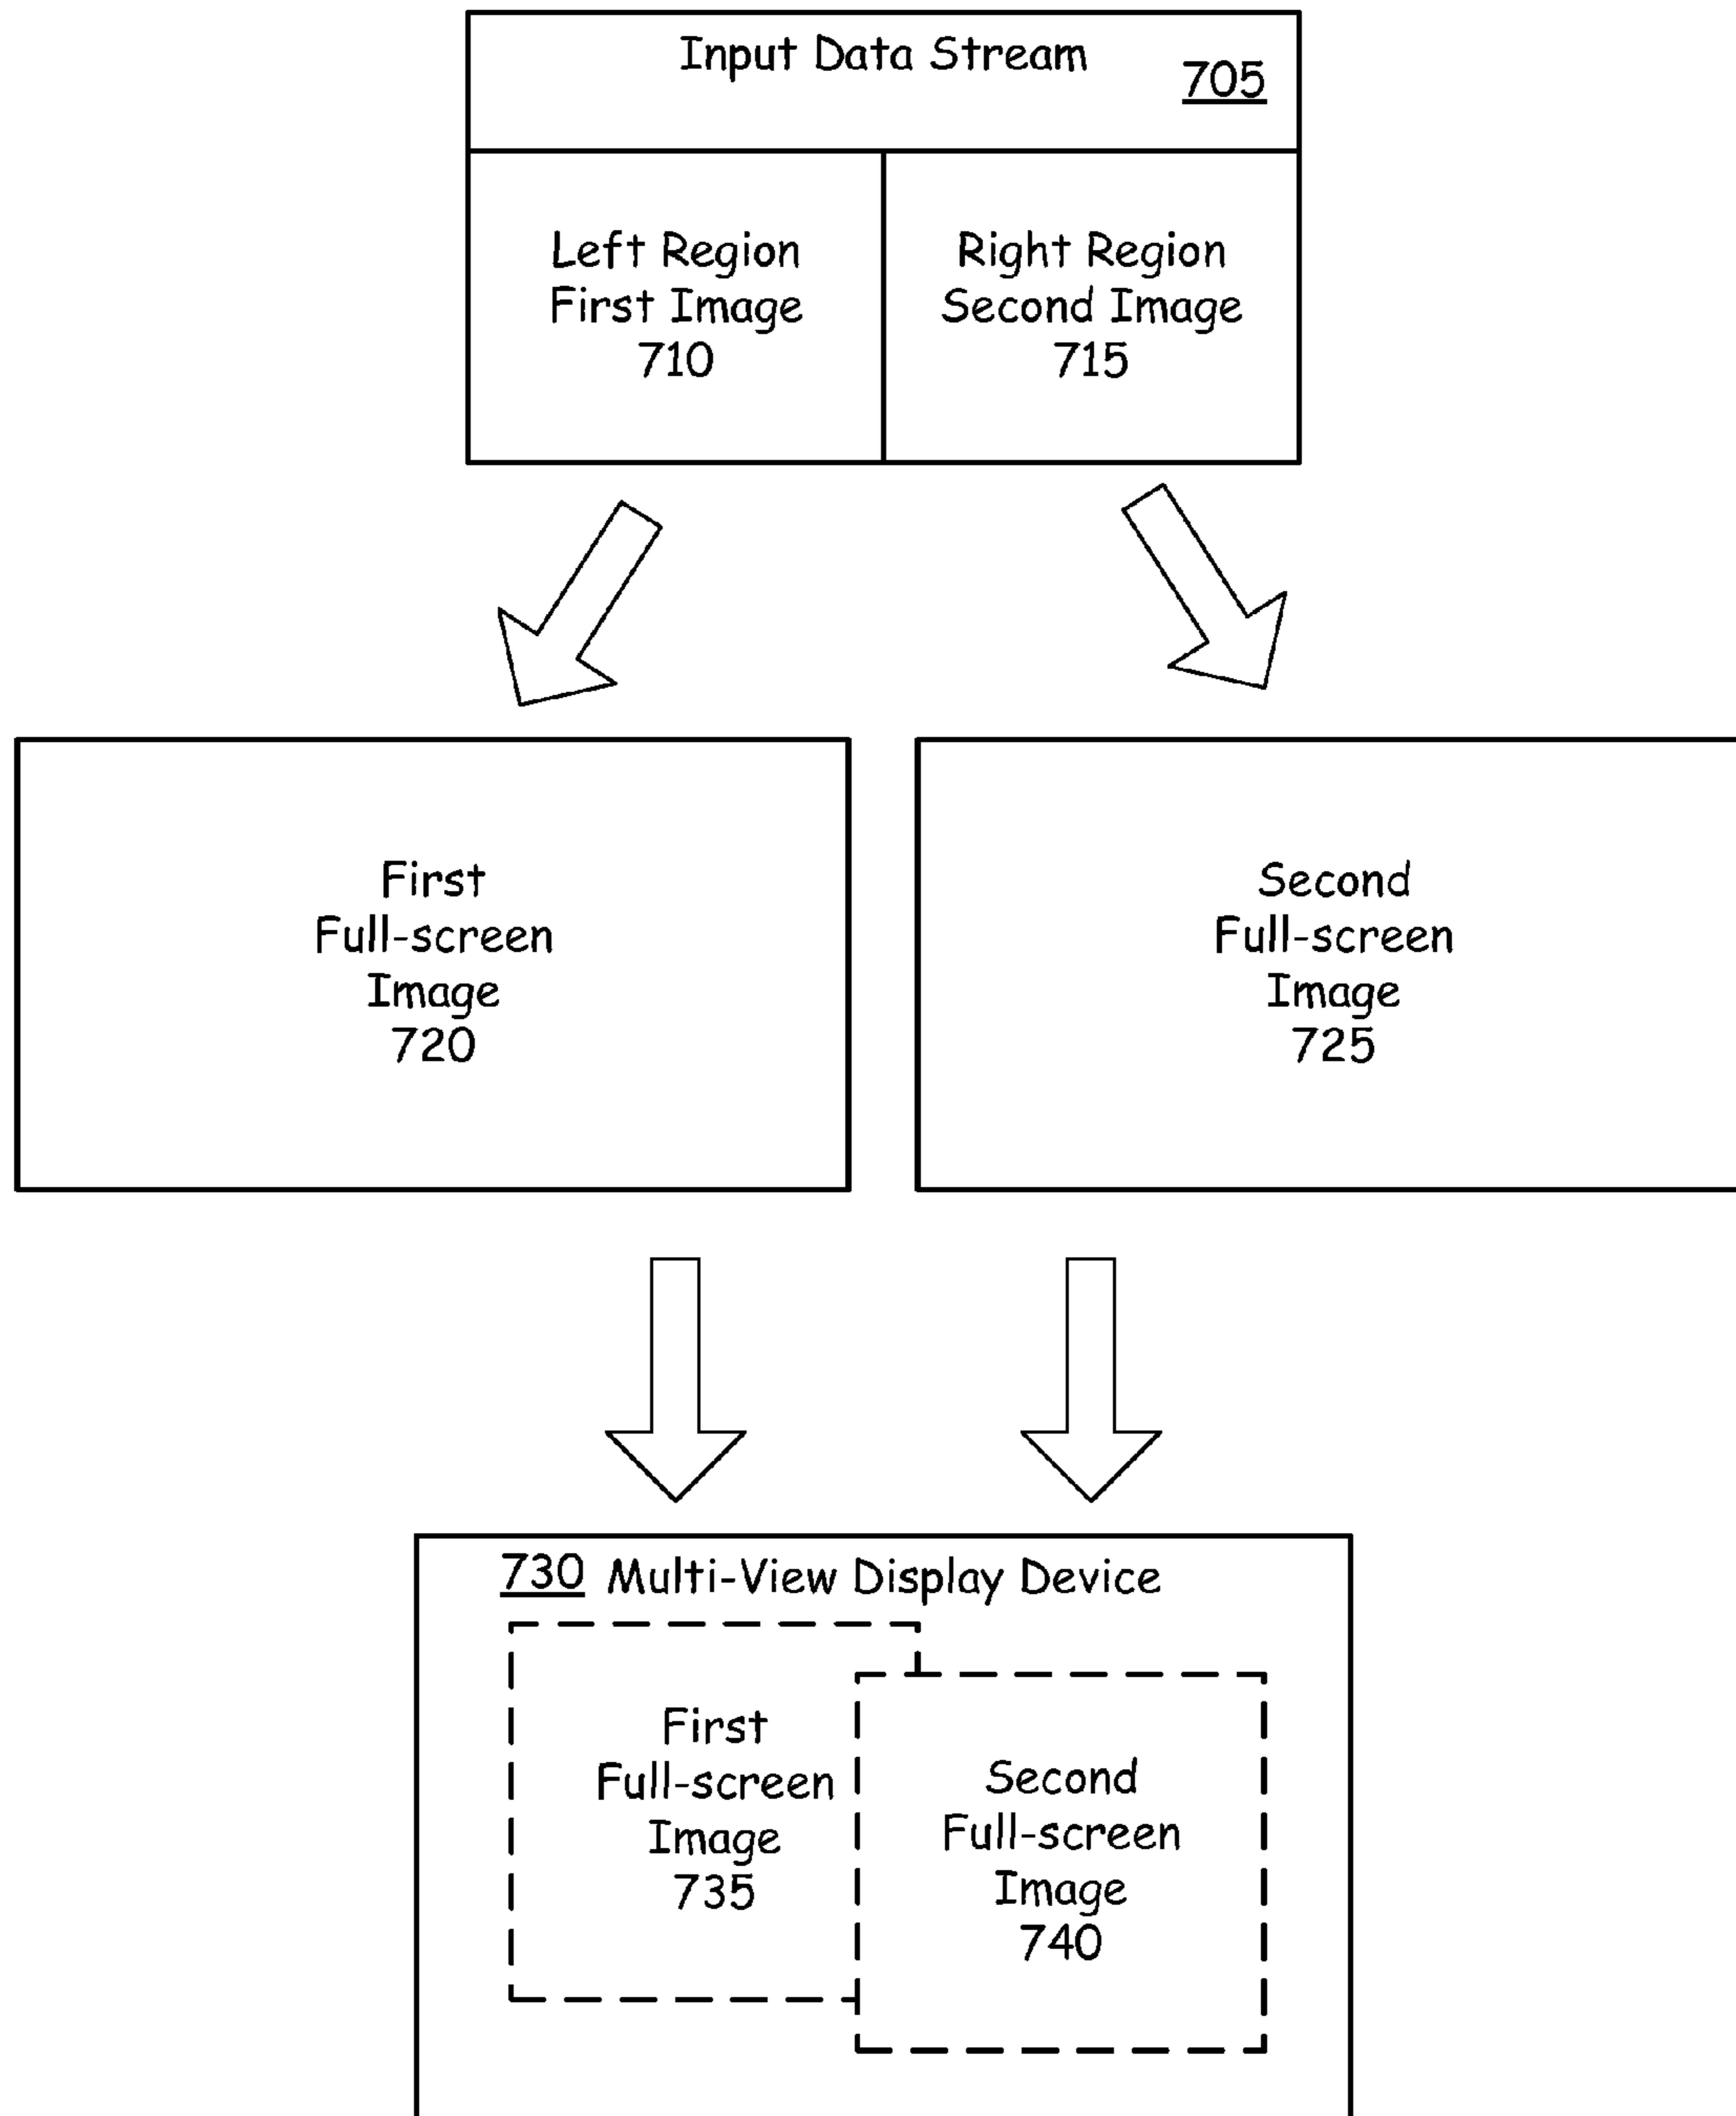 Input Data Stream
705
Left Region
First Image
710
Right Region
Second Image
715
First
Full-screen
Image
720
Second
Full-screen
Image
725
730 Multi-View Display Device
First
Full-screen
Image
735
Second
Full-screen
Image
740